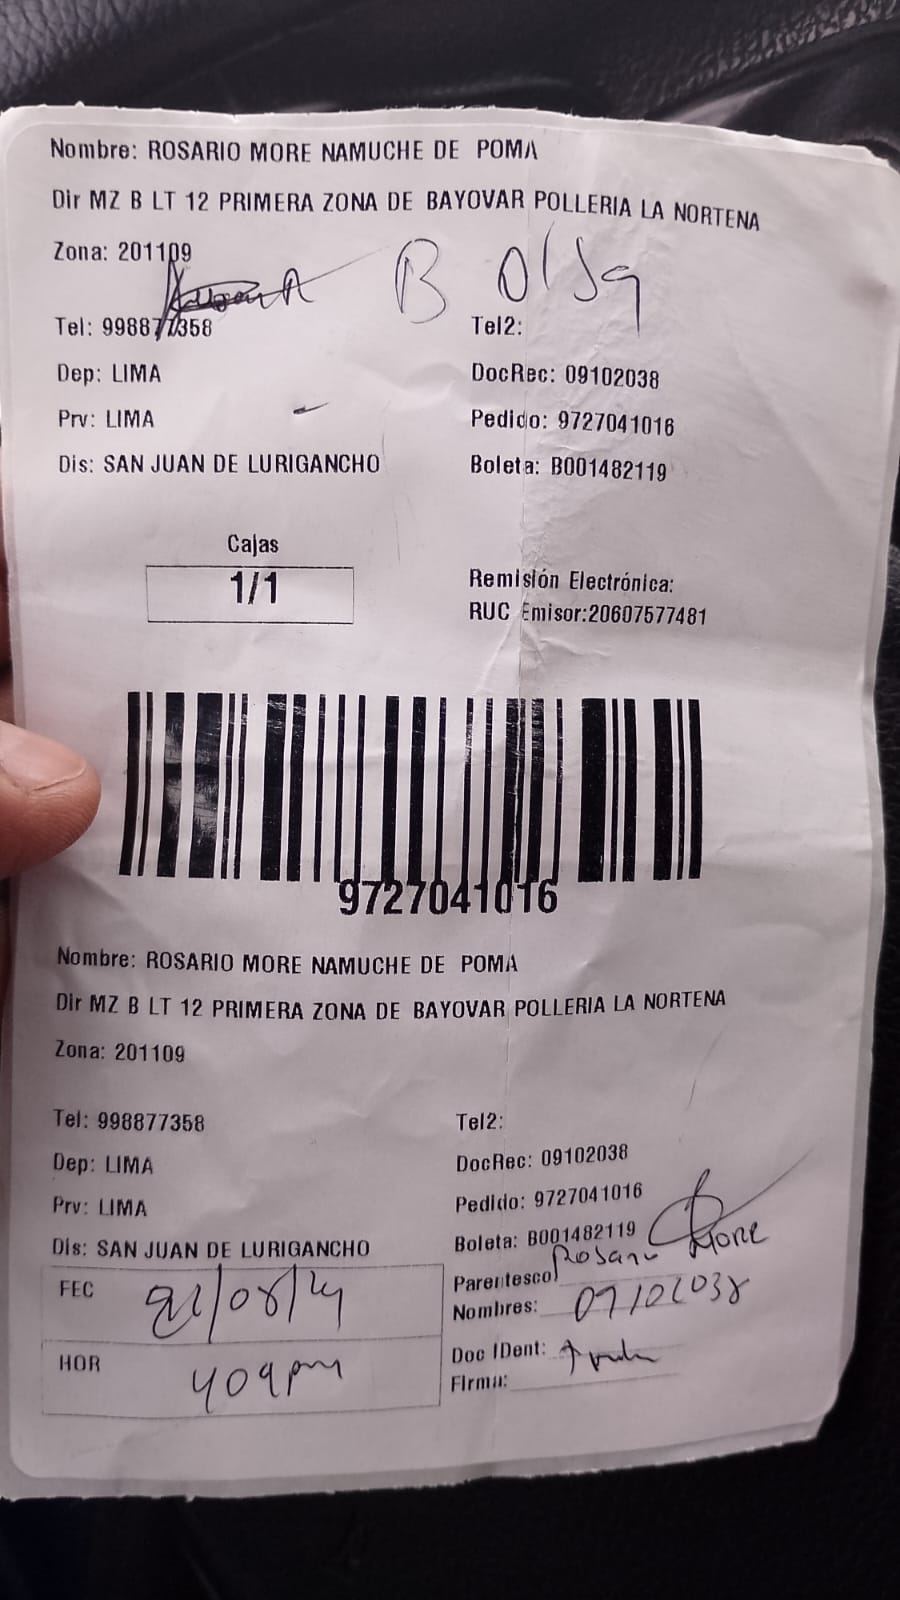 Nombre: ROSARIO MORE NAMUCHE DE POMA
Dir MZ B LT 12 PRIMERA ZONA DE BAYOVAR POLLERIA LA NORTENA
Zona: 201109
B Olsa
Tel: 998877358 Tel2:
Dep: LIMA DocRec: 09102038
Prv: LIMA Pedido: 9727041016
Dis: SAN JUAN DE LURIGANCHO Boleta: B001482119
Cajas
1/1
Remisión Electrónica:
RUC Emisor:20607577481
9727041016
Nombre: ROSARIO MORE NAMUCHE DE POMA
Dir MZ B LT 12 PRIMERA ZONA DE BAYOVAR POLLERIA LA NORTENA
Zona: 201109
Tel: 998877358 Tel2:
Dep: LIMA DocRec: 09102038
Prv: LIMA Pedido: 9727041016
Dis: SAN JUAN DE LURIGANCHO Boleta: B001482119
FEC 21/08/24 Parentesco: Rosario More
Nombres: 09102038
HOR 409pm Doc IDent:
Firma: